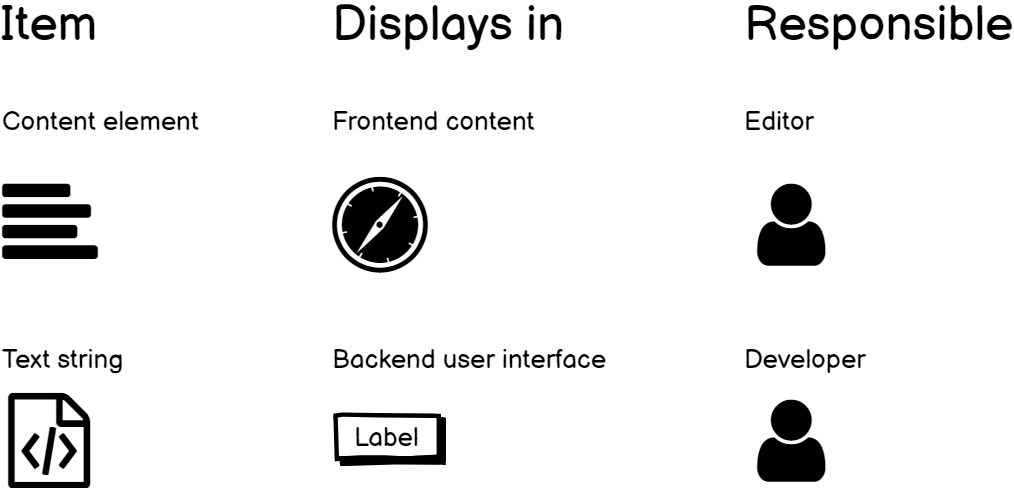 Item Displays in Responsible
Content element Frontend content Editor
Text string Backend user interface Developer
Label